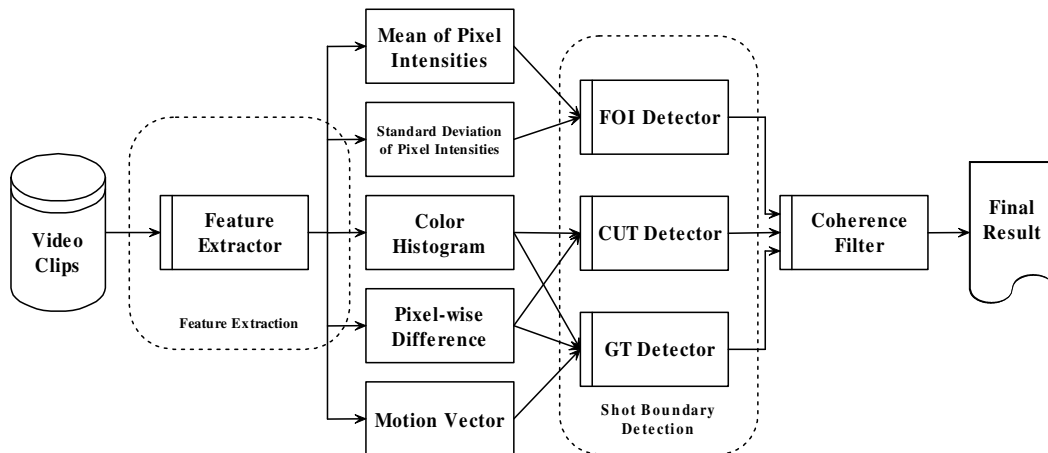 Video
Clips
Feature
Extractor
Feature Extraction
Mean of Pixel
Intensities
Standard Deviation
of Pixel Intensities
Color
Histogram
Pixel-wise
Difference
Motion Vector
FOI Detector
CUT Detector
GT Detector
Shot Boundary
Detection
Coherence
Filter
Final
Result